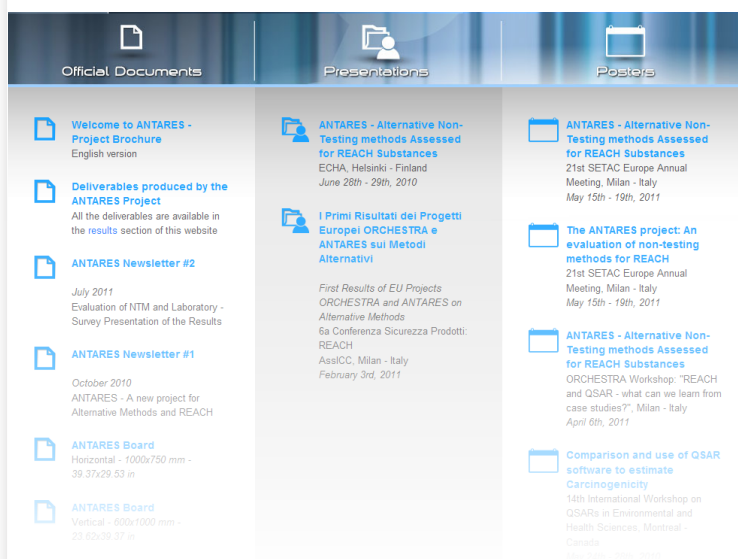 Official Documents
Presentations
Posters
Welcome to ANTARES -
Project Brochure
English version
Deliverables produced by the
ANTARES Project
All the deliverables are available in
the results section of this website
ANTARES Newsletter #2
July 2011
Evaluation of NTM and Laboratory -
Survey Presentation of the Results
ANTARES Newsletter #1
October 2010
ANTARES - A new project for
Alternative Methods and REACH
ANTARES Board
Horizontal - 1000x750 mm -
39.37x29.53 in
ANTARES Board
Vertical - 600x1000 mm -
23.62x39.37 in
ANTARES - Alternative Non-
Testing methods Assessed
for REACH Substances
ECHA, Helsinki - Finland
June 28th - 29th, 2010
I Primi Risultati dei Progetti
Europei ORCHESTRA e
ANTARES sui Metodi
Alternativi
First Results of EU Projects
ORCHESTRA and ANTARES on
Alternative Methods
6a Conferenza Sicurezza Prodotti:
REACH
AssICC, Milan - Italy
February 3rd, 2011
ANTARES - Alternative Non-
Testing methods Assessed
for REACH Substances
21st SETAC Europe Annual
Meeting, Milan - Italy
May 15th - 19th, 2011
The ANTARES project: An
evaluation of non-testing
methods for REACH
21st SETAC Europe Annual
Meeting, Milan - Italy
May 15th - 19th, 2011
ANTARES - Alternative Non-
Testing methods Assessed
for REACH Substances
ORCHESTRA Workshop: "REACH
and QSAR - what can we learn from
case studies?", Milan - Italy
April 6th, 2011
Comparison and use of QSAR
software to estimate
Carcinogenicity
14th International Workshop on
QSARs in Environmental and
Health Sciences, Montreal -
Canada